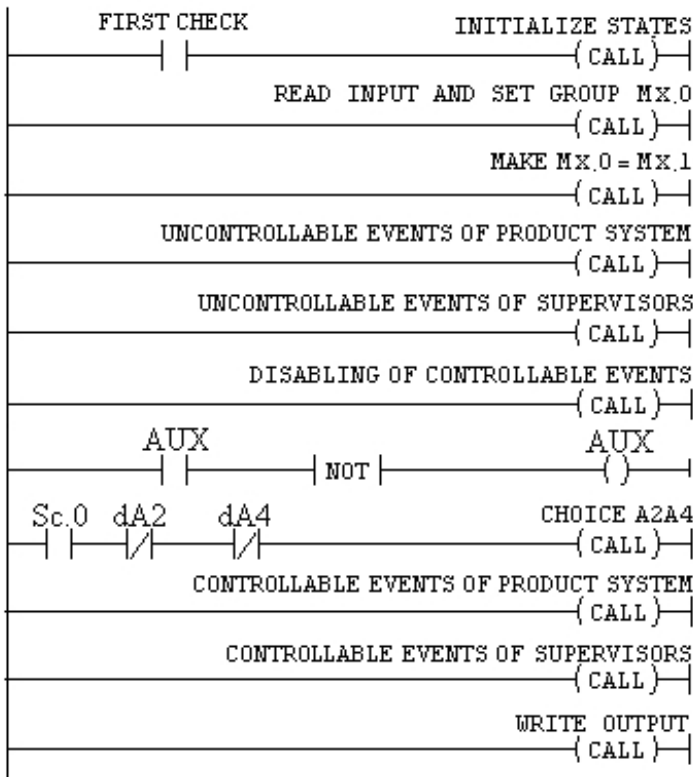 FIRST CHECK INITIALIZE STATES
(CALL)
READ INPUT AND SET GROUP Mx.0
(CALL)
MAKE Mx.0 = Mx.1
(CALL)
UNCONTROLLABLE EVENTS OF PRODUCT SYSTEM
(CALL)
UNCONTROLLABLE EVENTS OF SUPERVISORS
(CALL)
DISABLING OF CONTROLLABLE EVENTS
(CALL)
AUX AUX
NOT ( )
Sc.0 dA2 dA4 CHOICE A2A4
(CALL)
CONTROLLABLE EVENTS OF PRODUCT SYSTEM
(CALL)
CONTROLLABLE EVENTS OF SUPERVISORS
(CALL)
WRITE OUTPUT
(CALL)